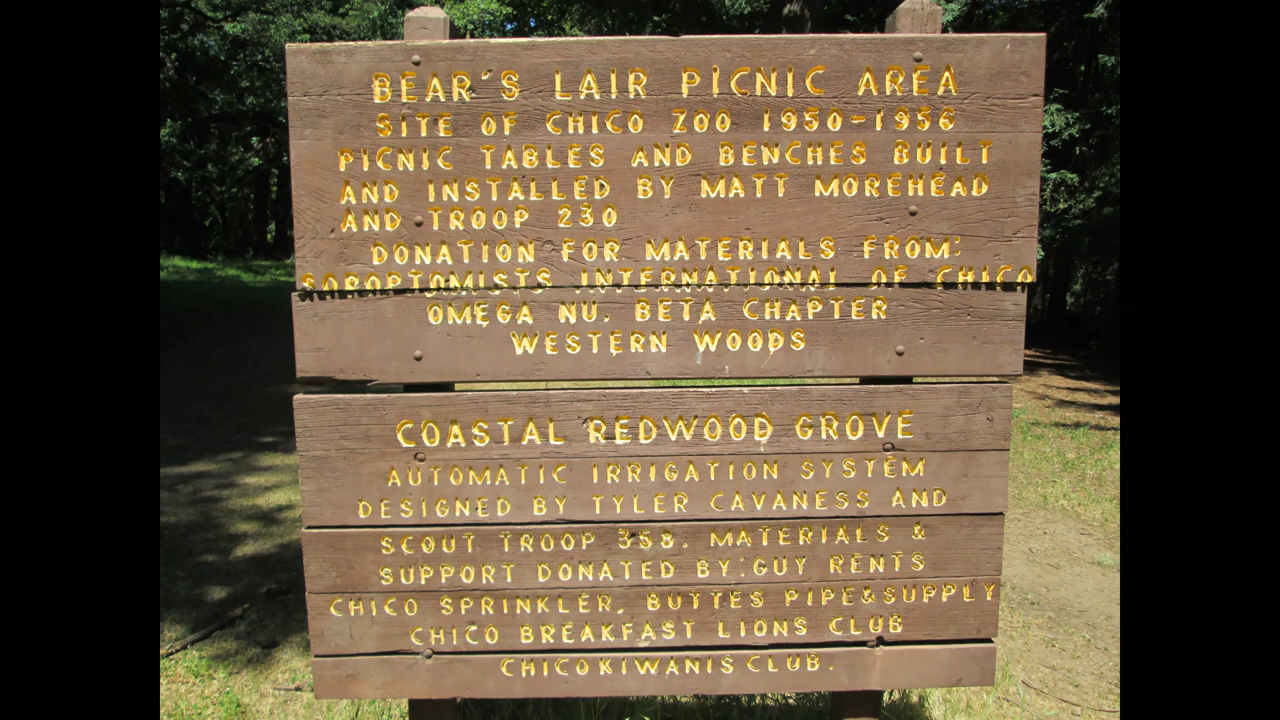 BEAR'S LAIR PICNIC AREA
SITE OF CHICO ZOO 1950-1956
PICNIC TABLES AND BENCHES BUILT
AND INSTALLED BY MATT MOREHEAD
AND TROOP 230
DONATION FOR MATERIALS FROM:
SOROPTOMISTS INTERNATIONAL OF CHICO
OMEGA NU. BETA CHAPTER
WESTERN WOODS
COASTAL REDWOOD GROVE
AUTOMATIC IRRIGATION SYSTEM
DESIGNED BY TYLER CAVANESS AND
SCOUT TROOP 358. MATERIALS &
SUPPORT DONATED BY:GUY RENTS
CHICO SPRINKLER, BUTTES PIPE&SUPPLY
CHICO BREAKFAST LIONS CLUB
CHICO KIWANIS CLUB.